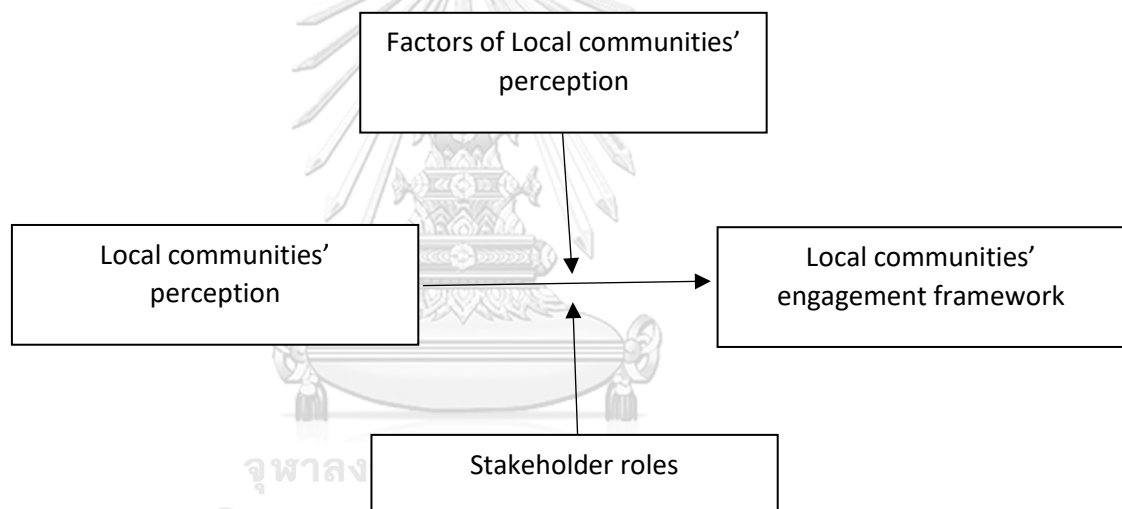 Factors of Local communities’
perception
Local communities’
perception
Local communities’
engagement framework
Stakeholder roles
จุฬาลง